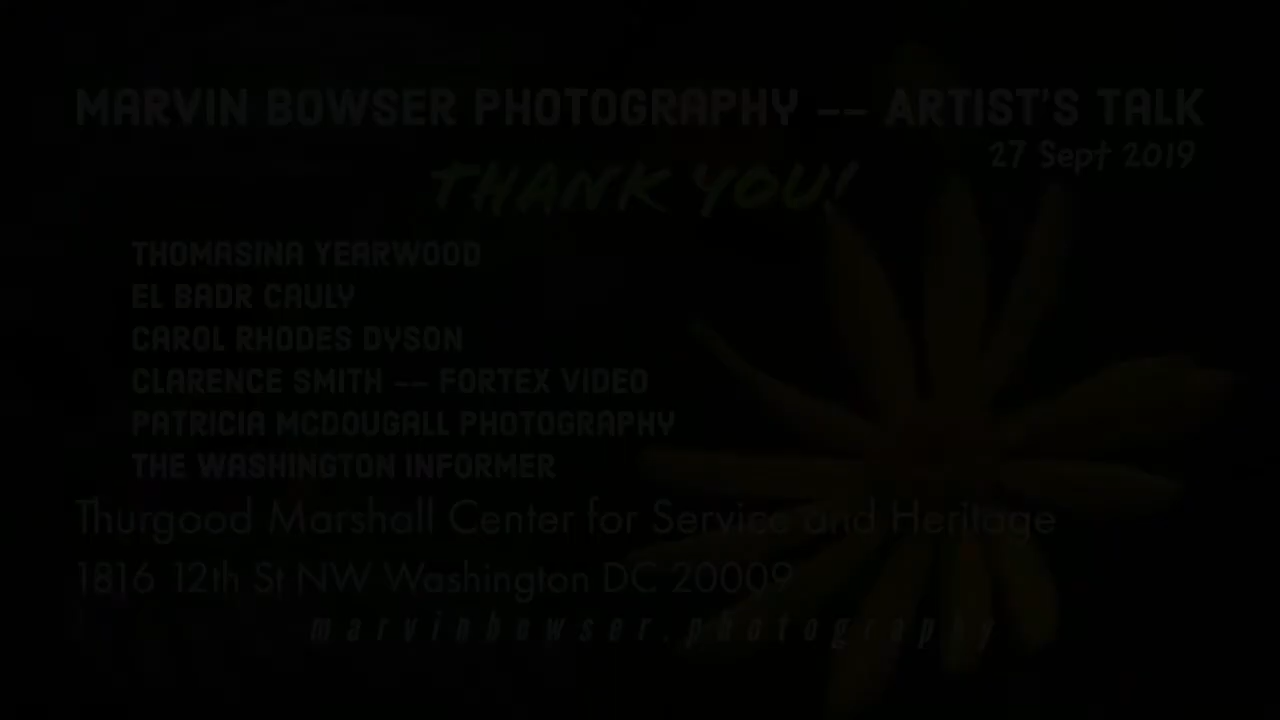 MARVIN BOWSER PHOTOGRAPHY -- ARTIST'S TALK
27 Sept 2019
THANK YOU!
THOMASINA YEARWOOD
EL BADR CAULY
CAROL RHODES DYSON
CLARENCE SMITH -- FORTEX VIDEO
PATRICIA MCDOUGALL PHOTOGRAPHY
THE WASHINGTON INFORMER
Thurgood Marshall Center for Service and Heritage
1816 12th St NW Washington DC 20009
marvinbowser.photography